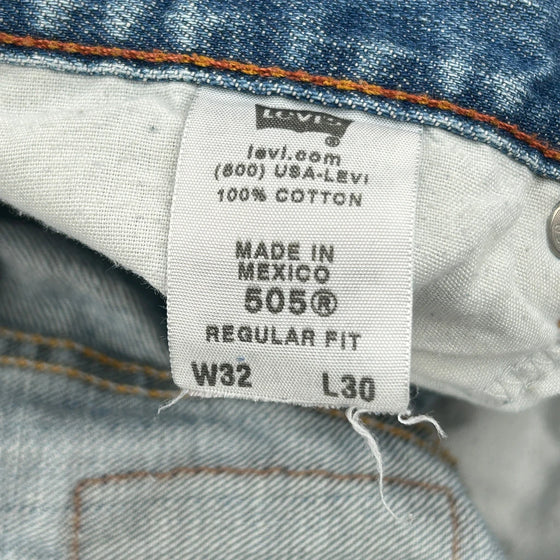 Levi's
®
levi.com
(800) USA-LEVI
100% COTTON
MADE IN
MEXICO
505®
REGULAR FIT
W32 L30